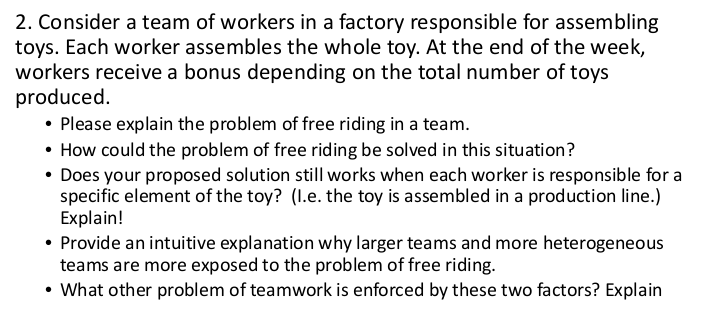 2. Consider a team of workers in a factory responsible for assembling
toys. Each worker assembles the whole toy. At the end of the week,
workers receive a bonus depending on the total number of toys
produced.
• Please explain the problem of free riding in a team.
• How could the problem of free riding be solved in this situation?
• Does your proposed solution still works when each worker is responsible for a
specific element of the toy? (I.e. the toy is assembled in a production line.)
Explain!
• Provide an intuitive explanation why larger teams and more heterogeneous
teams are more exposed to the problem of free riding.
• What other problem of teamwork is enforced by these two factors? Explain